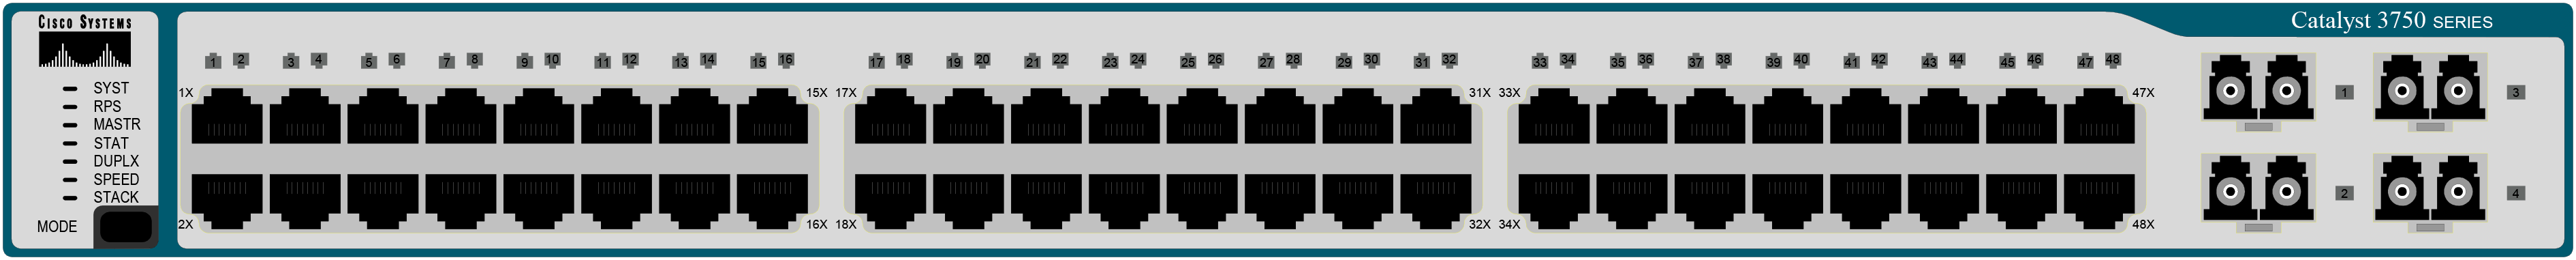 CISCO SYSTEMS
SYST
RPS
MASTR
STAT
DUPLX
SPEED
STACK
MODE
1 2 3 4 5 6 7 8 9 10 11 12 13 14 15 16
1X 15X
2X 16X
17 18 19 20 21 22 23 24 25 26 27 28 29 30 31 32
17X 31X
18X 32X
33 34 35 36 37 38 39 40 41 42 43 44 45 46 47 48
33X 47X
34X 48X
Catalyst 3750 SERIES
1 3
2 4